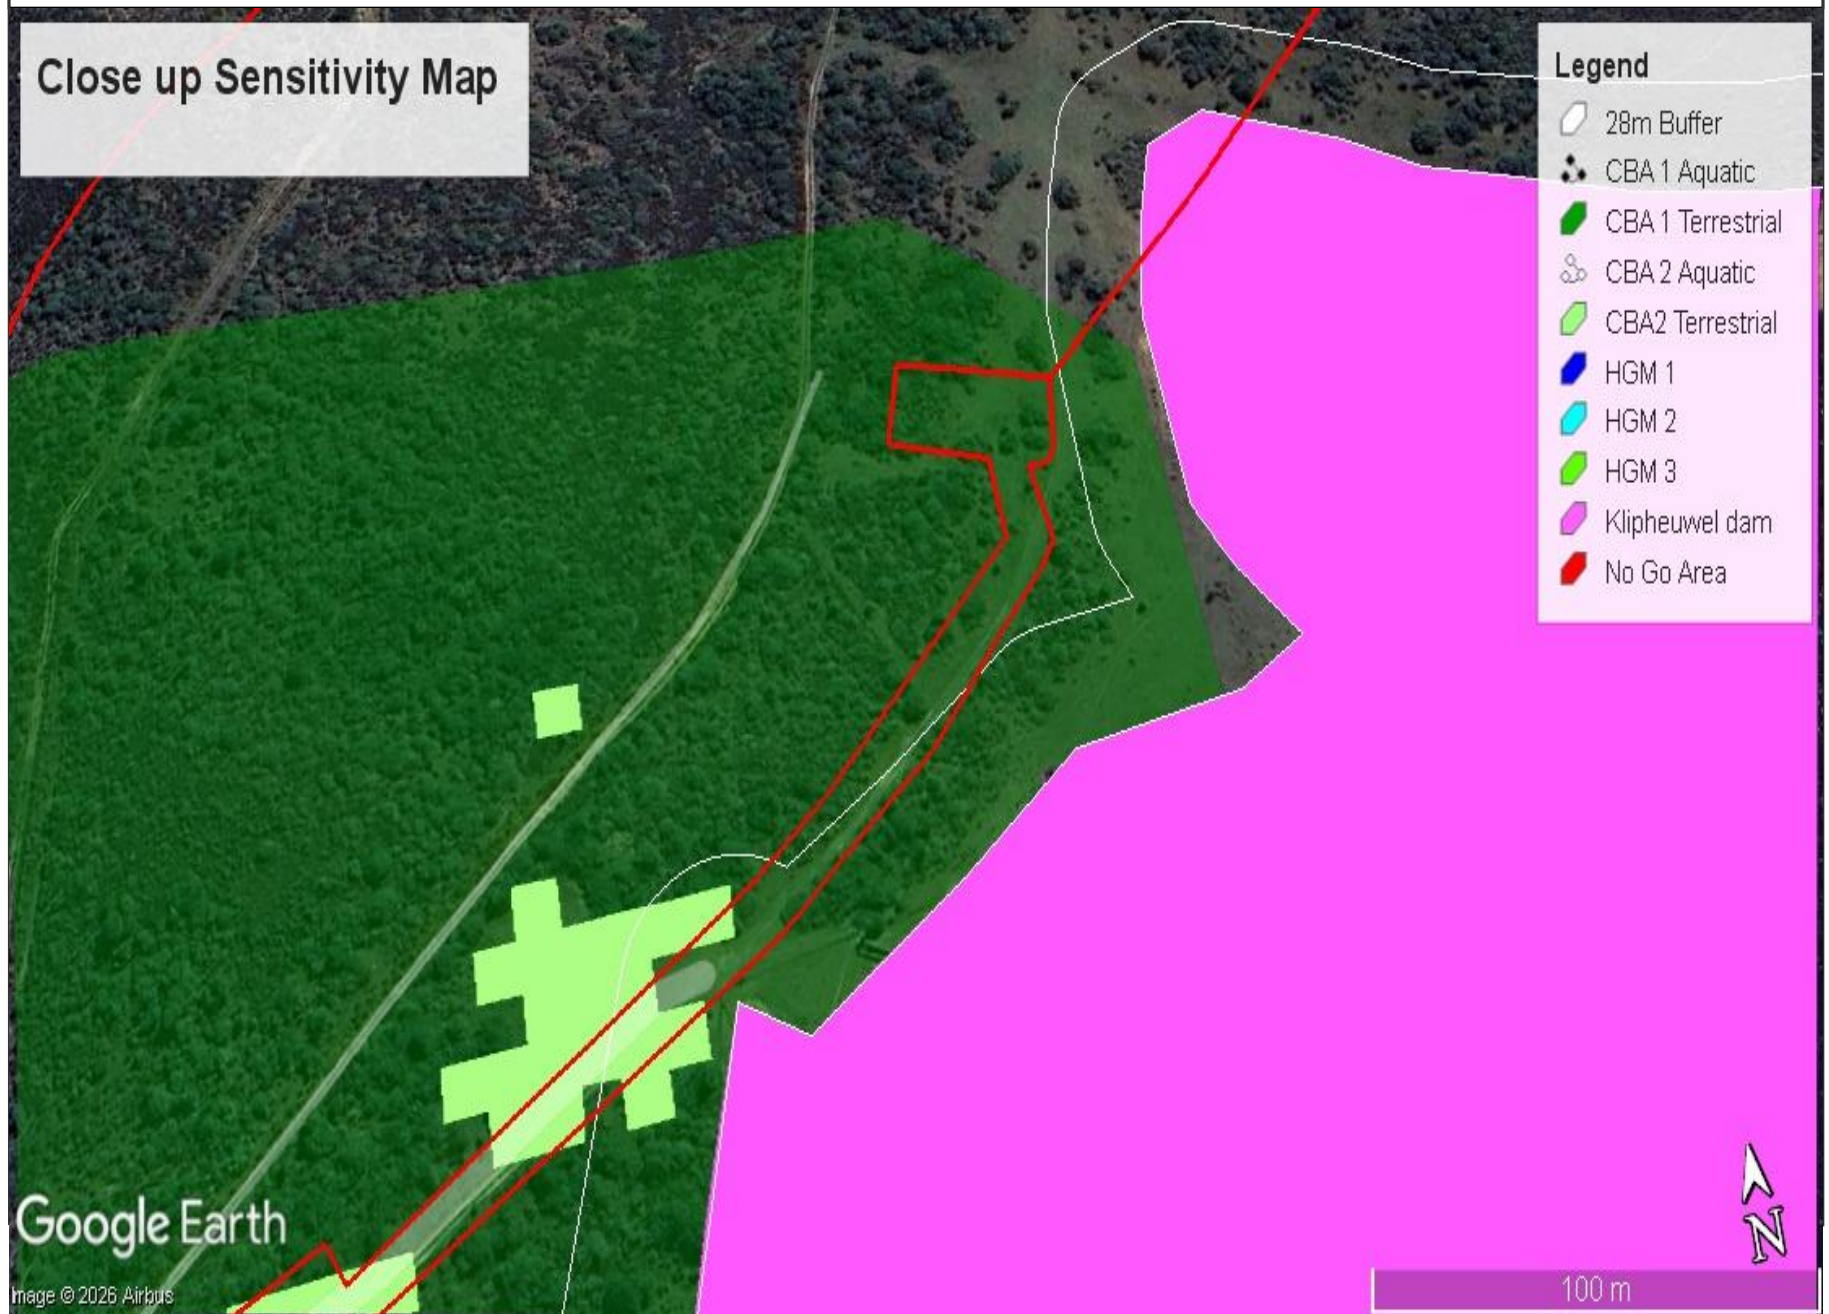 Close up Sensitivity Map
Legend
28m Buffer
CBA 1 Aquatic
CBA 1 Terrestrial
CBA 2 Aquatic
CBA2 Terrestrial
HGM 1
HGM 2
HGM 3
Klipheuwel dam
No Go Area
N
Google Earth
Image © 2026 Airbus
100 m